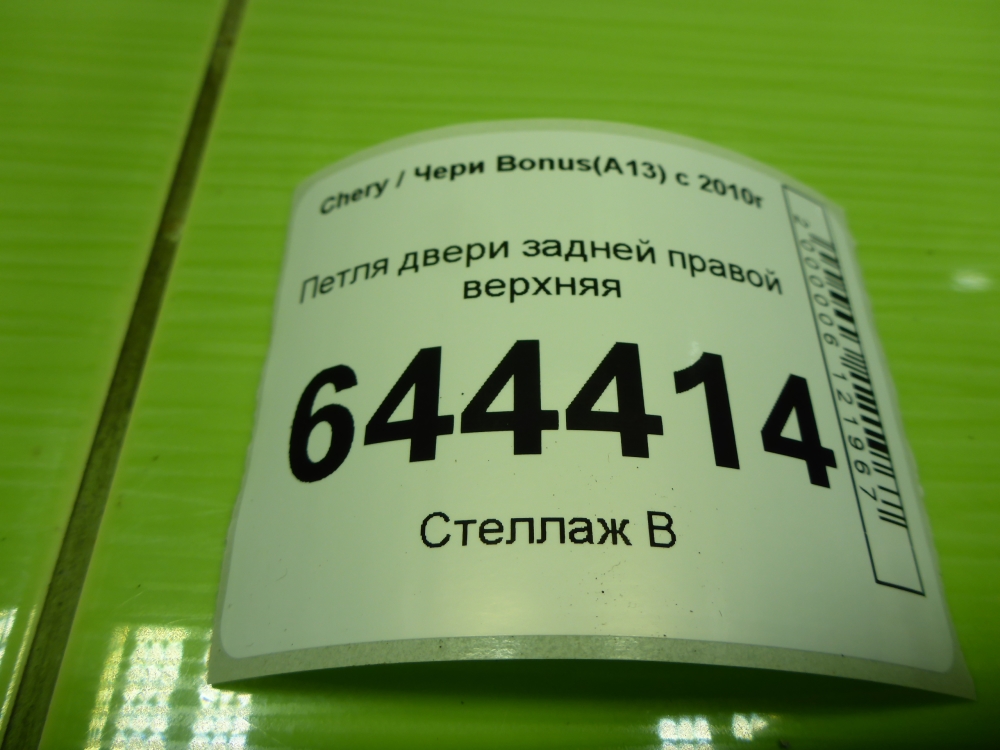 Chery / Чери Bonus(A13) с 2010г
Петля двери задней правой
верхняя
644414
Стеллаж В
2000006121967